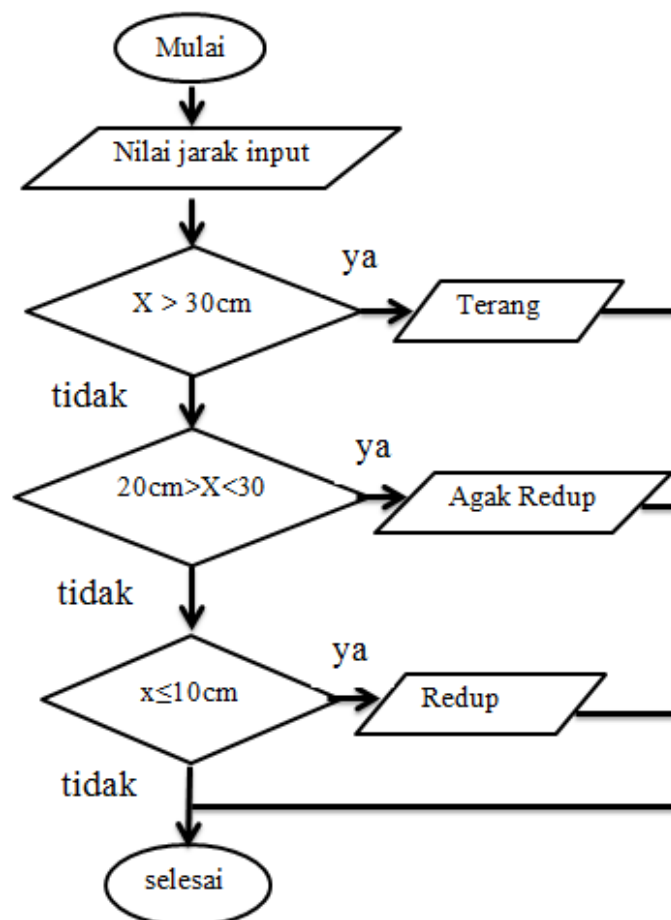 Mulai
Nilai jarak input
X > 30cm
ya
Terang
tidak
20cm>X<30
ya
Agak Redup
tidak
x≤10cm
ya
Redup
tidak
selesai